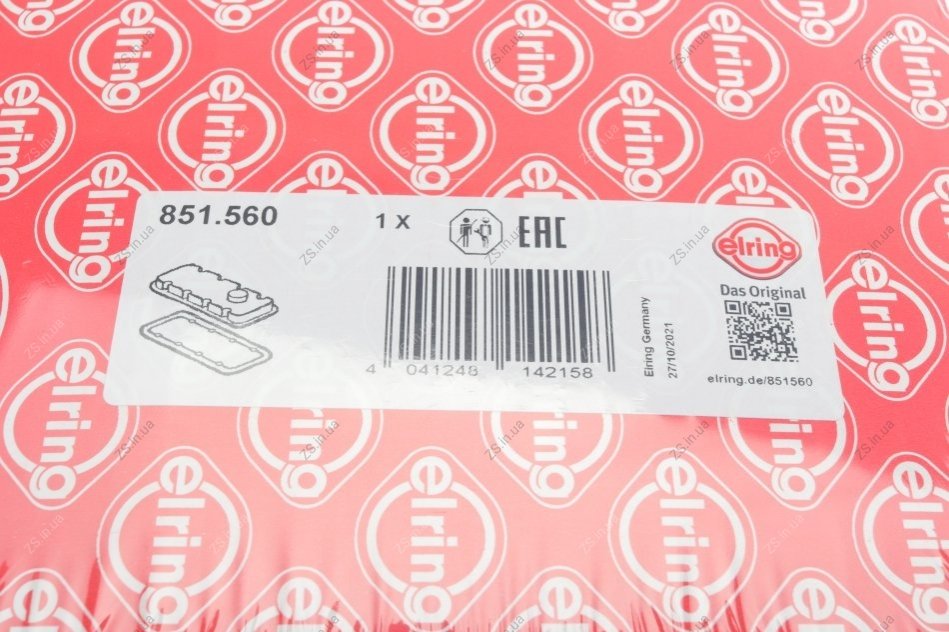 851.560
1 X
EAC
elring
Das Original
4 041248 142158
Elring Germany
27/10/2021
elring.de/851560